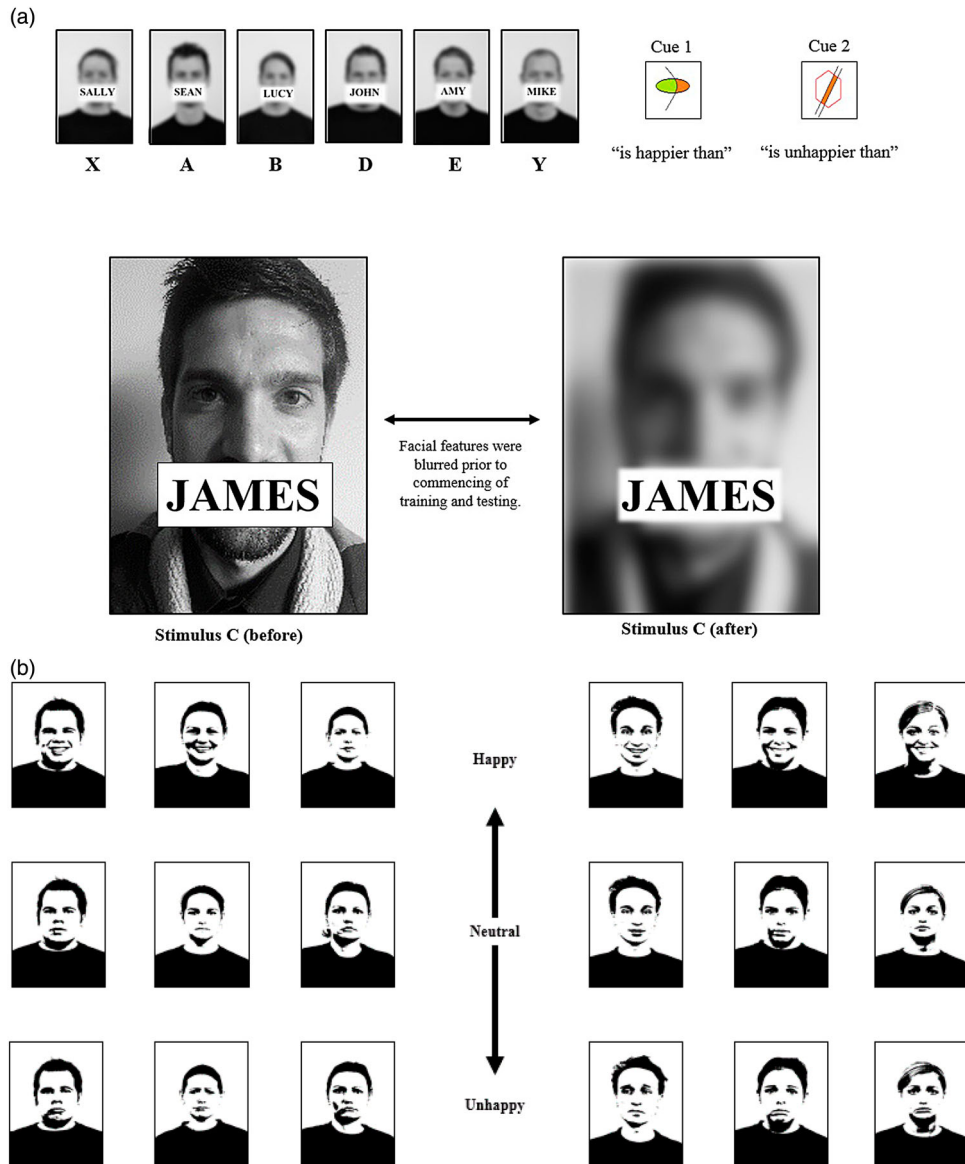 (a)
SALLY
SEAN
LUCY
JOHN
AMY
MIKE
X
A
B
D
E
Y
Cue 1
Cue 2
“is happier than”
“is unhappier than”
JAMES
Facial features were
blurred prior to
commencing of
training and testing.
JAMES
Stimulus C (before)
Stimulus C (after)
(b)
Happy
Neutral
Unhappy